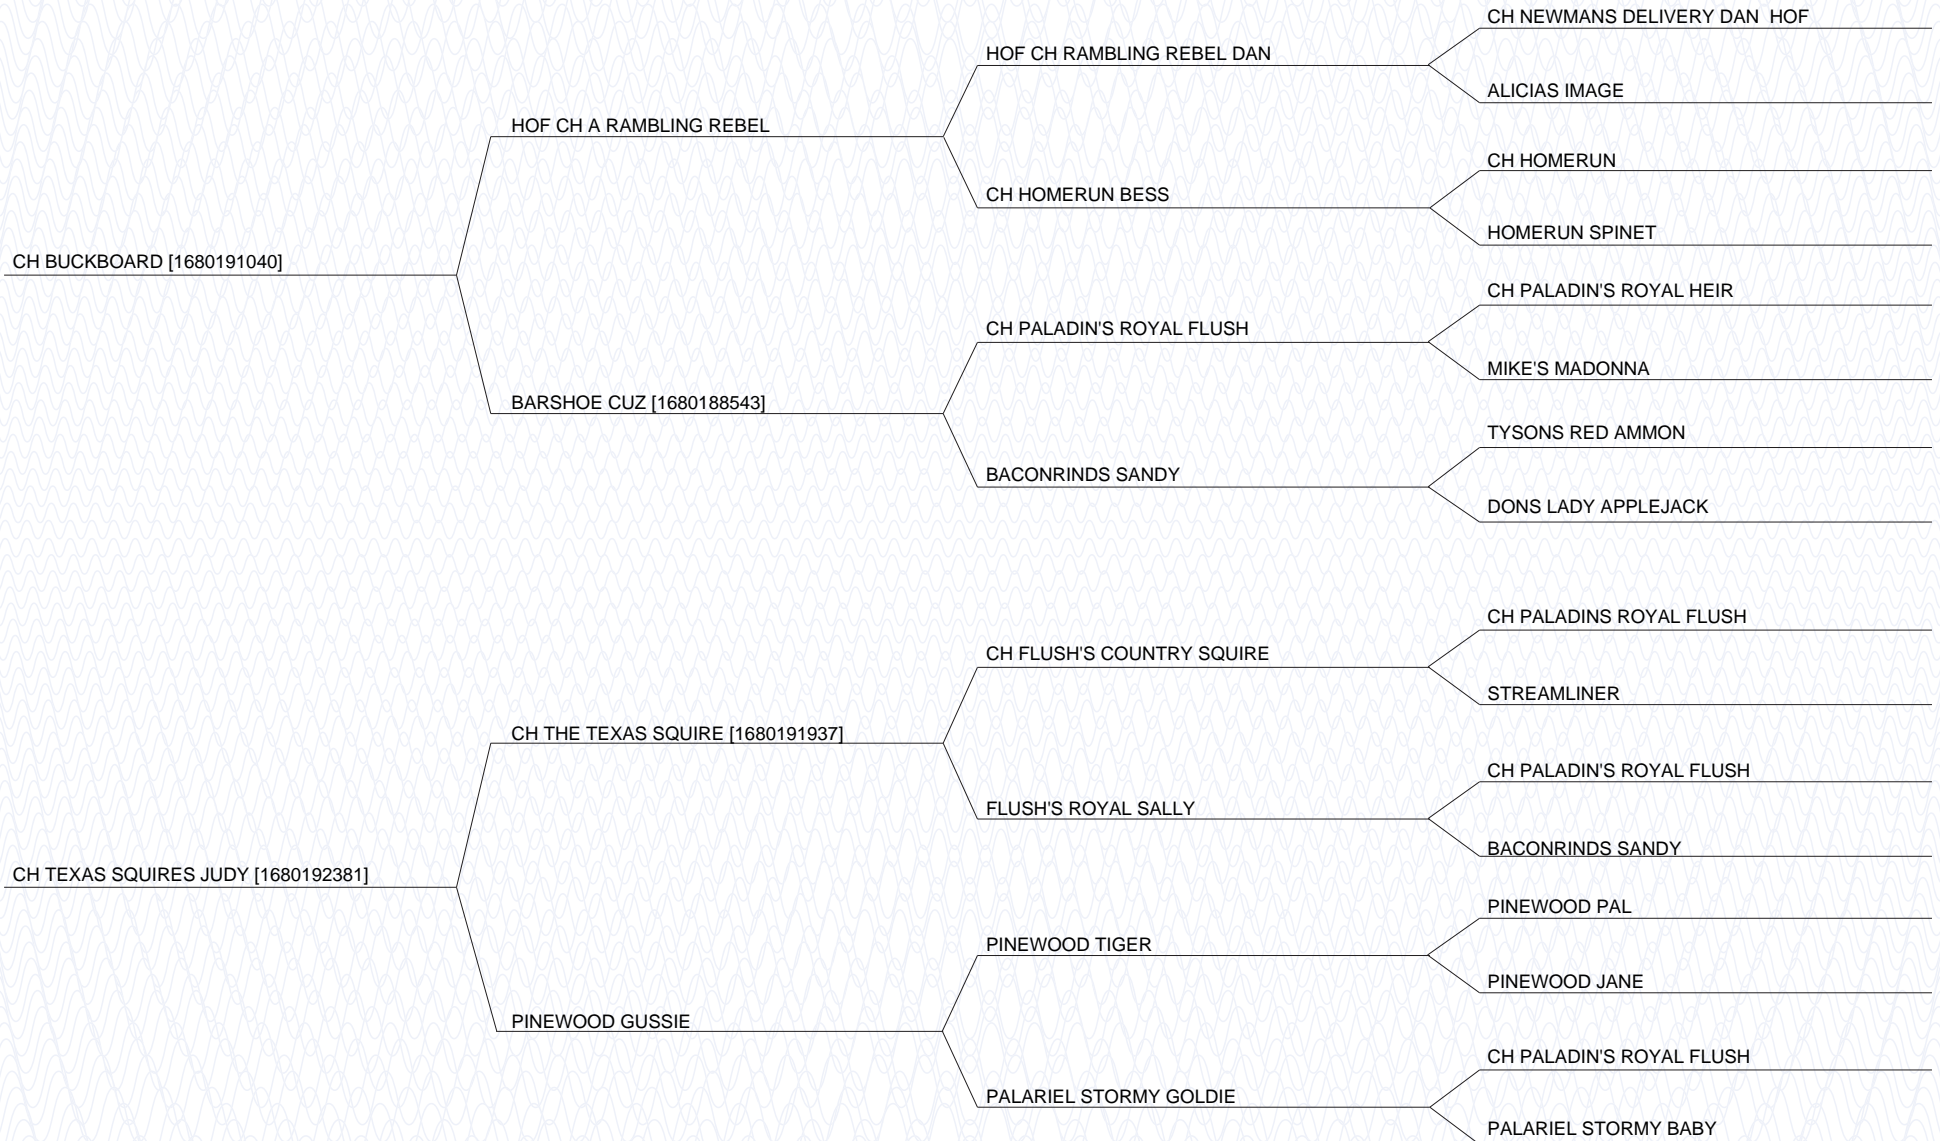 CH NEWMANS DELIVERY DAN  HOF
HOF CH RAMBLING REBEL DAN
ALICIAS IMAGE
HOF CH A RAMBLING REBEL
CH HOMERUN
CH HOMERUN BESS
HOMERUN SPINET
CH BUCKBOARD [1680191040]
CH PALADIN'S ROYAL HEIR
CH PALADIN'S ROYAL FLUSH
MIKE'S MADONNA
BARSHOE CUZ [1680188543]
TYSONS RED AMMON
BACONRINDS SANDY
DONS LADY APPLEJACK
CH PALADINS ROYAL FLUSH
CH FLUSH'S COUNTRY SQUIRE
STREAMLINER
CH THE TEXAS SQUIRE [1680191937]
CH PALADIN'S ROYAL FLUSH
FLUSH'S ROYAL SALLY
BACONRINDS SANDY
CH TEXAS SQUIRES JUDY [1680192381]
PINEWOOD PAL
PINEWOOD TIGER
PINEWOOD JANE
PINEWOOD GUSSIE
CH PALADIN'S ROYAL FLUSH
PALARIEL STORMY GOLDIE
PALARIEL STORMY BABY